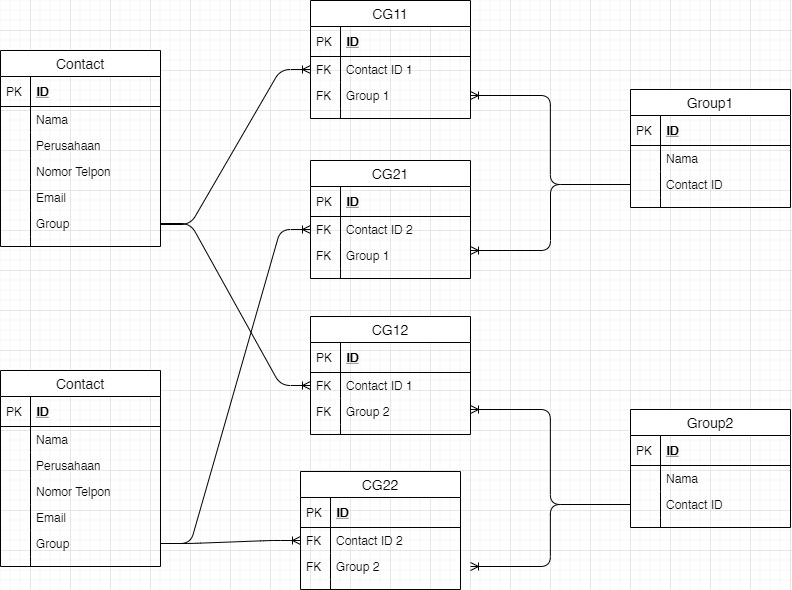 Contact
PK ID
Nama
Perusahaan
Nomor Telpon
Email
Group
Contact
PK ID
Nama
Perusahaan
Nomor Telpon
Email
Group
CG11
PK ID
FK Contact ID 1
FK Group 1
CG21
PK ID
FK Contact ID 2
FK Group 1
CG12
PK ID
FK Contact ID 1
FK Group 2
CG22
PK ID
FK Contact ID 2
FK Group 2
Group1
PK ID
Nama
Contact ID
Group2
PK ID
Nama
Contact ID